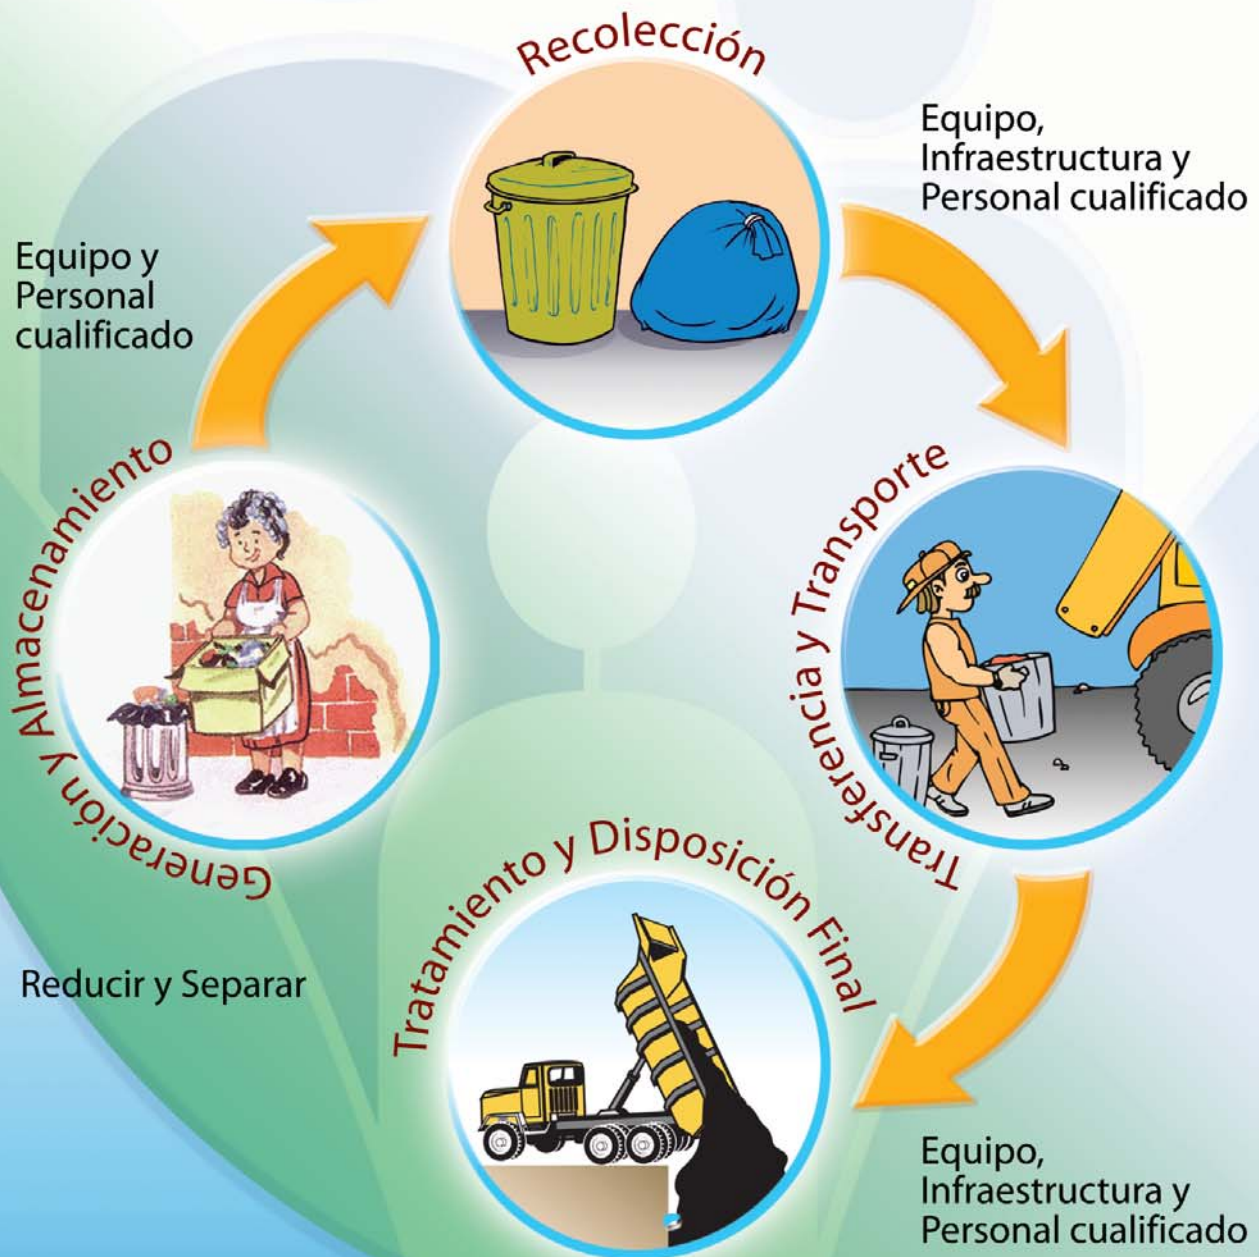 Recolección
Equipo,
Infraestructura y
Personal cualificado
Equipo y
Personal
cualificado
Generación y Almacenamiento
Transferencia y Transporte
Tratamiento y Disposición Final
Reducir y Separar
Equipo,
Infraestructura y
Personal cualificado